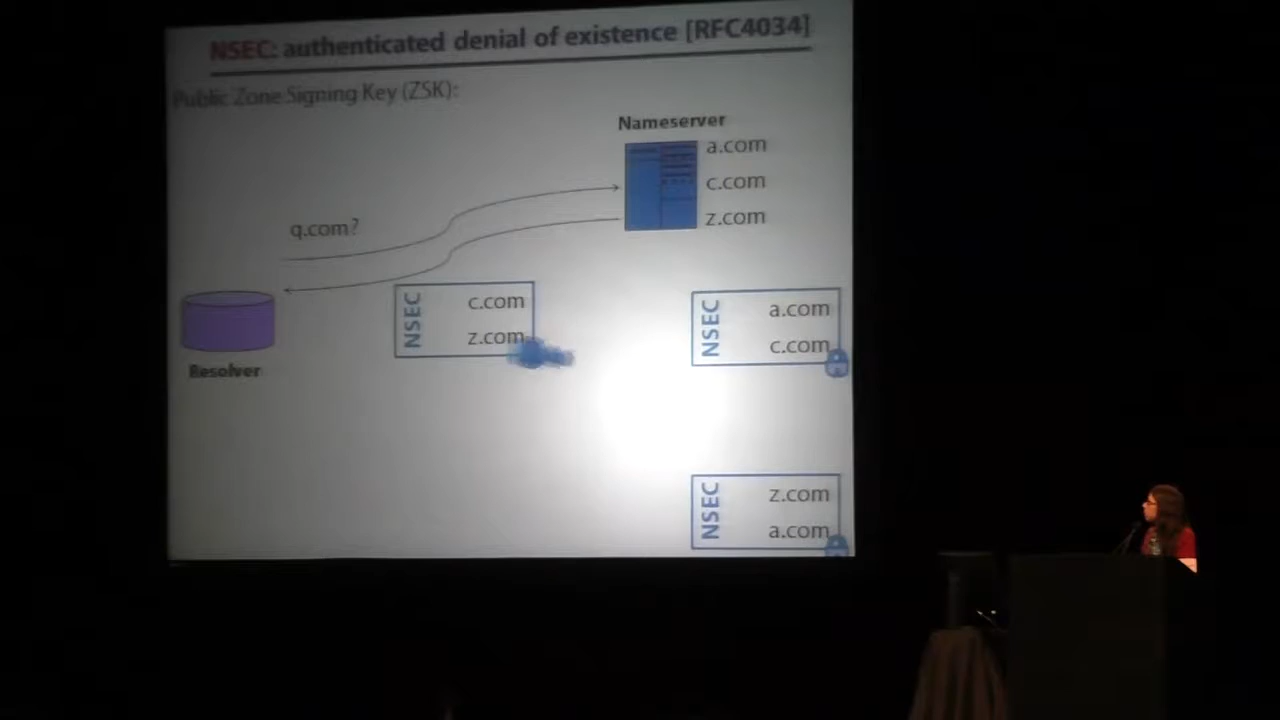 NSEC: authenticated denial of existence [RFC4034]
Public Zone Signing Key (ZSK):
Nameserver
a.com
c.com
z.com
q.com?
NSEC
c.com
z.com
Resolver
NSEC
a.com
c.com
NSEC
z.com
a.com